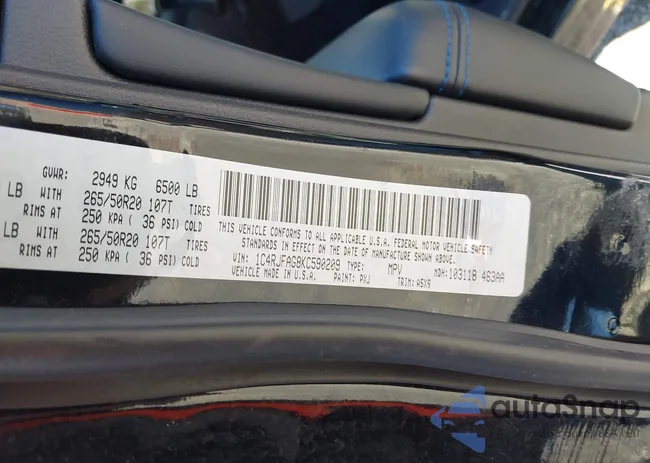 GVWR: 2949 KG 6500 LB
LB WITH 265/50R20 107T TIRES
RIMS AT 250 KPA ( 36 PSI) COLD
LB WITH 265/50R20 107T TIRES
RIMS AT 250 KPA ( 36 PSI) COLD
THIS VEHICLE CONFORMS TO ALL APPLICABLE U.S.A. FEDERAL MOTOR VEHICLE SAFETY
STANDARDS IN EFFECT ON THE DATE OF MANUFACTURE SHOWN ABOVE.
VIN: 1C4RJFAG8KC590209 TYPE: MPV MDH: 103118 463AA
VEHICLE MADE IN U.S.A. PAINT: PXJ TRIM: A5X9
autoSnap